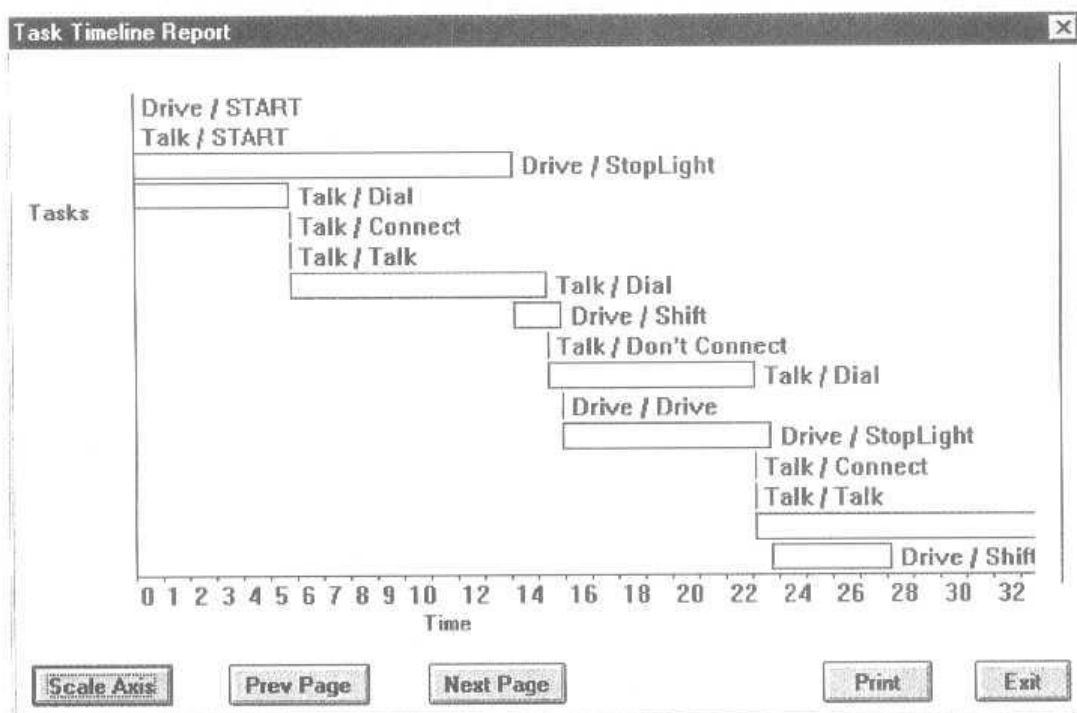 Task Timeline Report
Drive / START
Talk / START
Drive / StopLight
Talk / Dial
Tasks
Talk / Connect
Talk / Talk
Talk / Dial
Drive / Shift
Talk / Don't Connect
Talk / Dial
Drive / Drive
Drive / StopLight
Talk / Connect
Talk / Talk
Drive / Shift
0 1 2 3 4 5 6 7 8 9 10 12 14 16 18 20 22 24 26 28 30 32
Time
Scale Axis Prev Page Next Page Print Exit